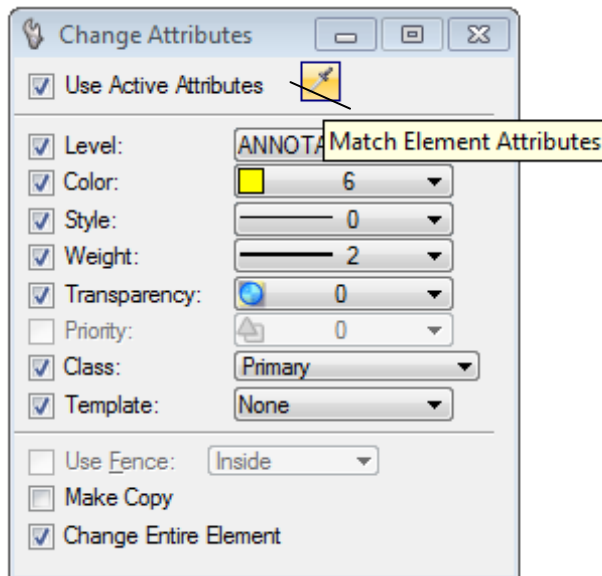 Change Attributes
Use Active Attributes
Match Element Attributes
Level: ANNOTA
Color: 6
Style: 0
Weight: 2
Transparency: 0
Priority: 0
Class: Primary
Template: None
Use Fence: Inside
Make Copy
Change Entire Element